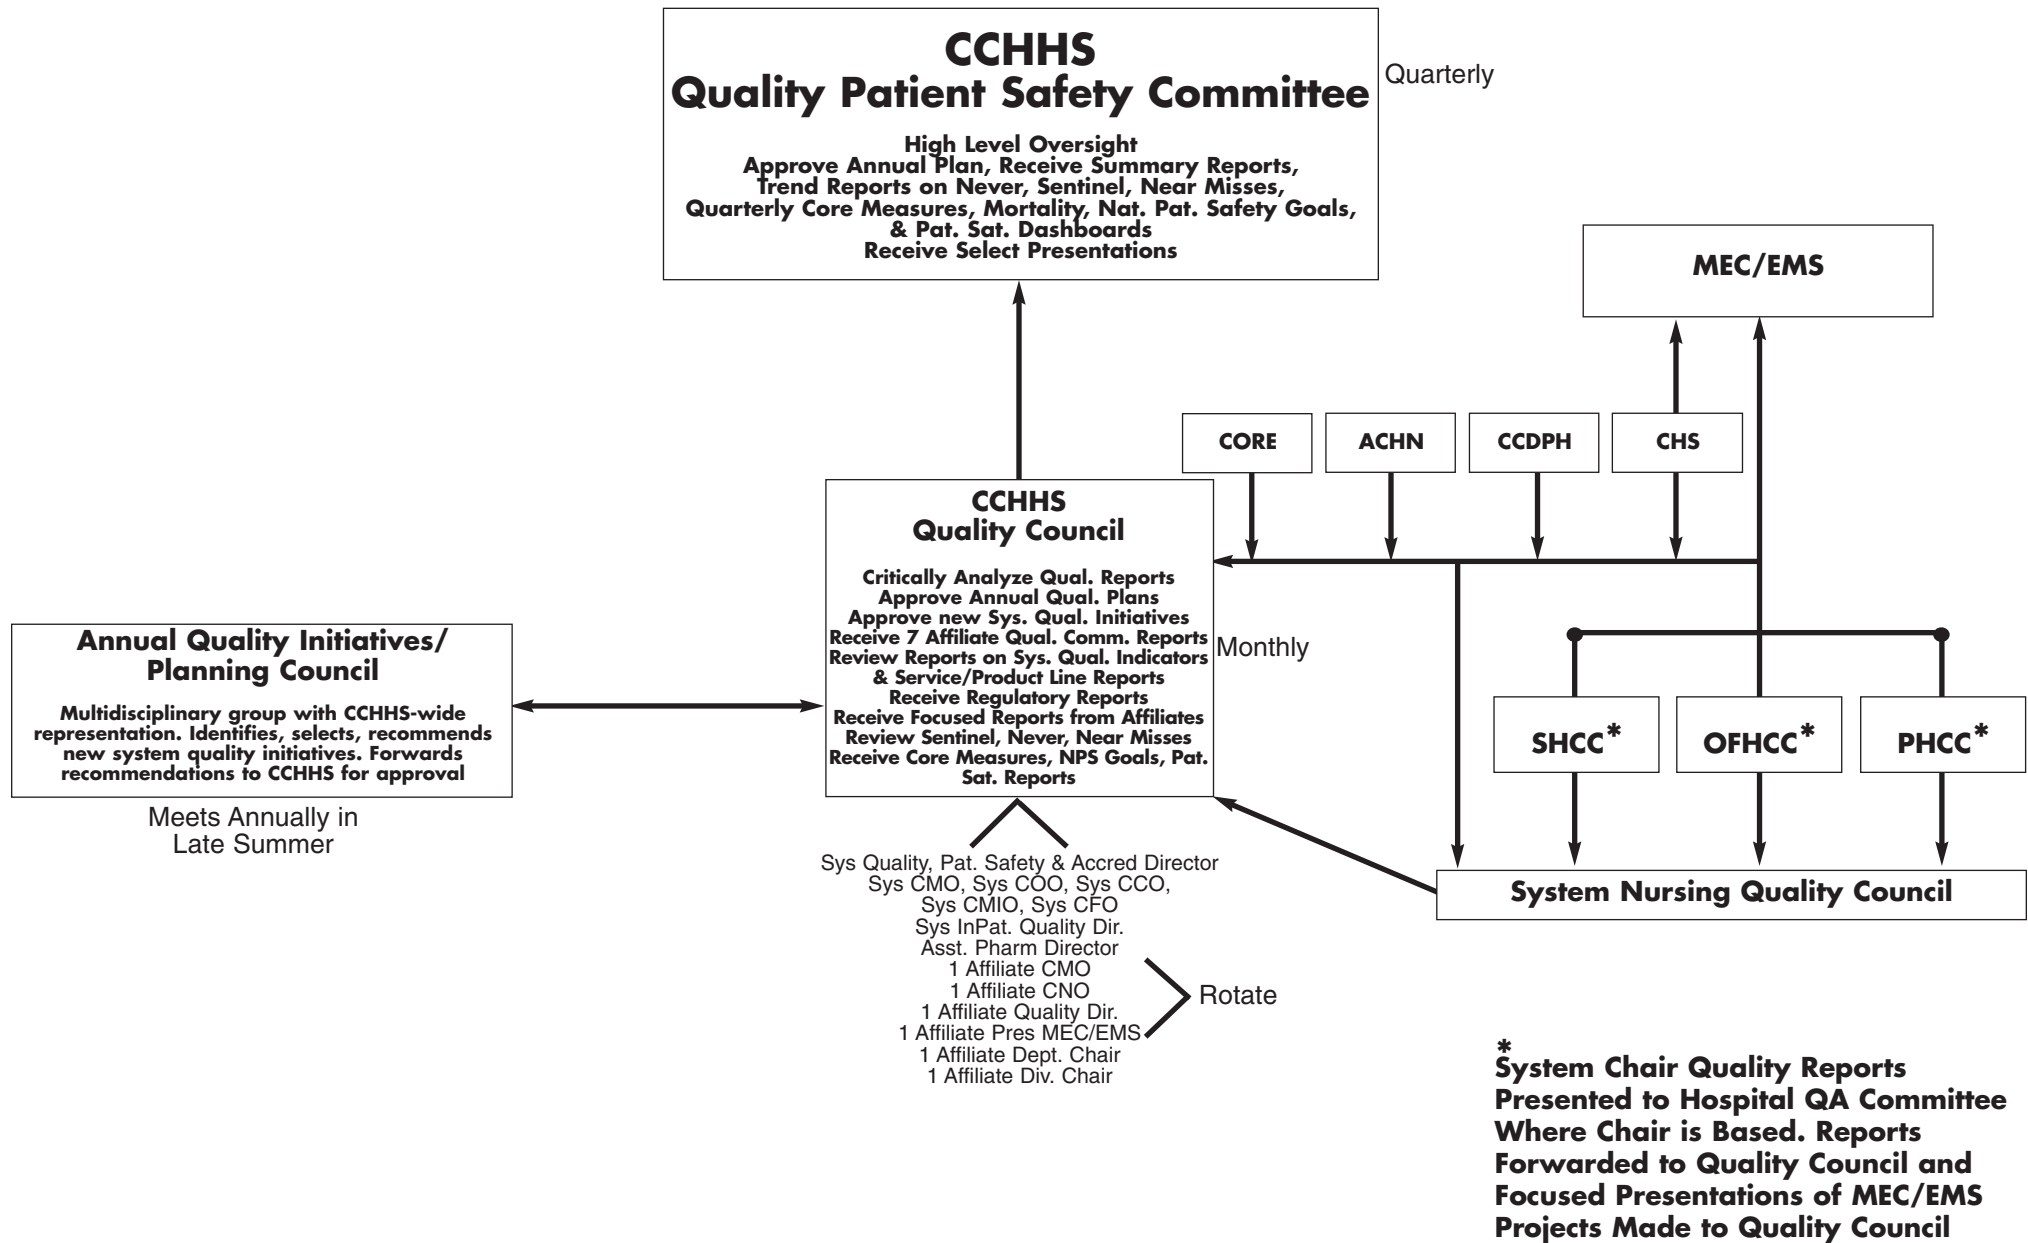 CCHHS
Quality Patient Safety Committee
High Level Oversight
Approve Annual Plan, Receive Summary Reports,
Trend Reports on Never, Sentinel, Near Misses,
Quarterly Core Measures, Mortality, Nat. Pat. Safety Goals,
& Pat. Sat. Dashboards
Receive Select Presentations
Quarterly
MEC/EMS
CORE
ACHN
CCDPH
CHS
CCHHS
Quality Council
Critically Analyze Qual. Reports
Approve Annual Qual. Plans
Approve new Sys. Qual. Initiatives
Receive 7 Affiliate Qual. Comm. Reports
Review Reports on Sys. Qual. Indicators
& Service/Product Line Reports
Receive Regulatory Reports
Receive Focused Reports from Affiliates
Review Sentinel, Never, Near Misses
Receive Core Measures, NPS Goals, Pat.
Sat. Reports
Monthly
Annual Quality Initiatives/
Planning Council
Multidisciplinary group with CCHHS-wide
representation. Identifies, selects, recommends
new system quality initiatives. Forwards
recommendations to CCHHS for approval
Meets Annually in
Late Summer
SHCC*
OFHCC*
PHCC*
System Nursing Quality Council
Sys Quality, Pat. Safety & Accred Director
Sys CMO, Sys COO, Sys CCO,
Sys CMIO, Sys CFO
Sys InPat. Quality Dir.
Asst. Pharm Director
1 Affiliate CMO
1 Affiliate CNO
1 Affiliate Quality Dir.
1 Affiliate Pres MEC/EMS
1 Affiliate Dept. Chair
1 Affiliate Div. Chair
Rotate
*
System Chair Quality Reports
Presented to Hospital QA Committee
Where Chair is Based. Reports
Forwarded to Quality Council and
Focused Presentations of MEC/EMS
Projects Made to Quality Council